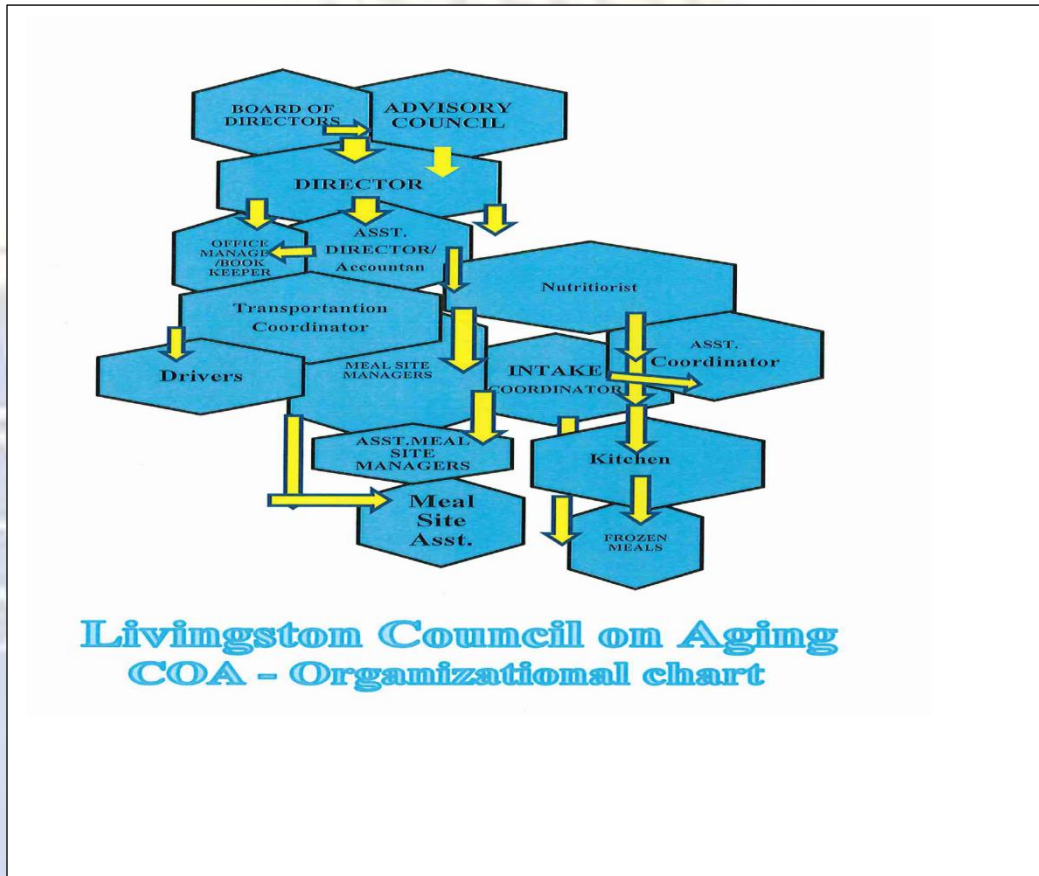 BOARD OF
DIRECTORS
ADVISORY
COUNCIL
DIRECTOR
OFFICE
MANAGE
/BOOK
KEEPER
ASST.
DIRECTOR/
Accountan
Nutritiorist
Transportantion
Coordinator
ASST.
Coordinator
MEAL SITE
MANAGERS
INTAKE
COORDINATOR
Drivers
ASST.MEAL
SITE
MANAGERS
Kitchen
Meal
Site
Asst.
FROZEN
MEALS
Livingston Council on Aging
COA - Organizational chart